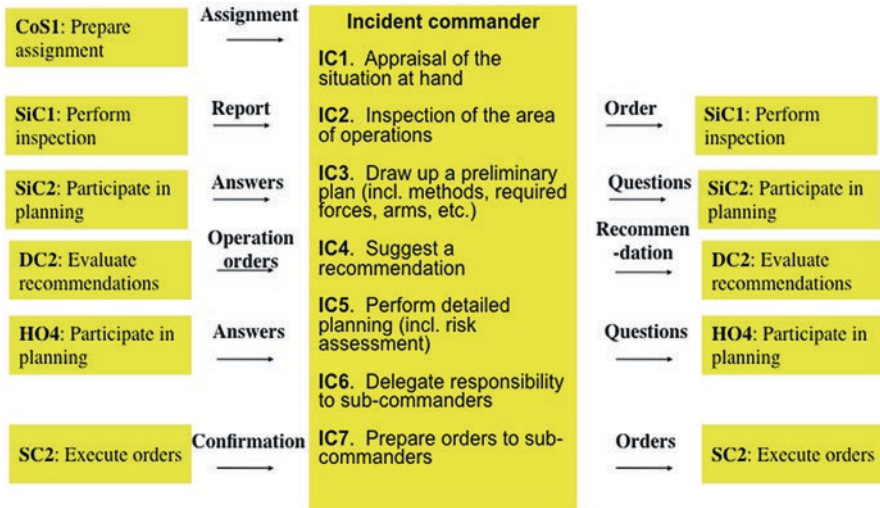 CoS1: Prepare
assignment
SiC1: Perform
inspection
SiC2: Participate in
planning
DC2: Evaluate
recommendations
HO4: Participate in
planning
SC2: Execute orders
Assignment
Report
Answers
Operation
orders
Answers
Confirmation
Incident commander
IC1. Appraisal of the
situation at hand
IC2. Inspection of the area
of operations
IC3. Draw up a preliminary
plan (incl. methods, required
forces, arms, etc.)
IC4. Suggest a
recommendation
IC5. Perform detailed
planning (incl. risk
assessment)
IC6. Delegate responsibility
to sub-commanders
IC7. Prepare orders to sub-
commanders
Order
Questions
Recommen
-dation
Questions
Orders
SiC1: Perform
inspection
SiC2: Participate in
planning
DC2: Evaluate
recommendations
HO4: Participate in
planning
SC2: Execute orders